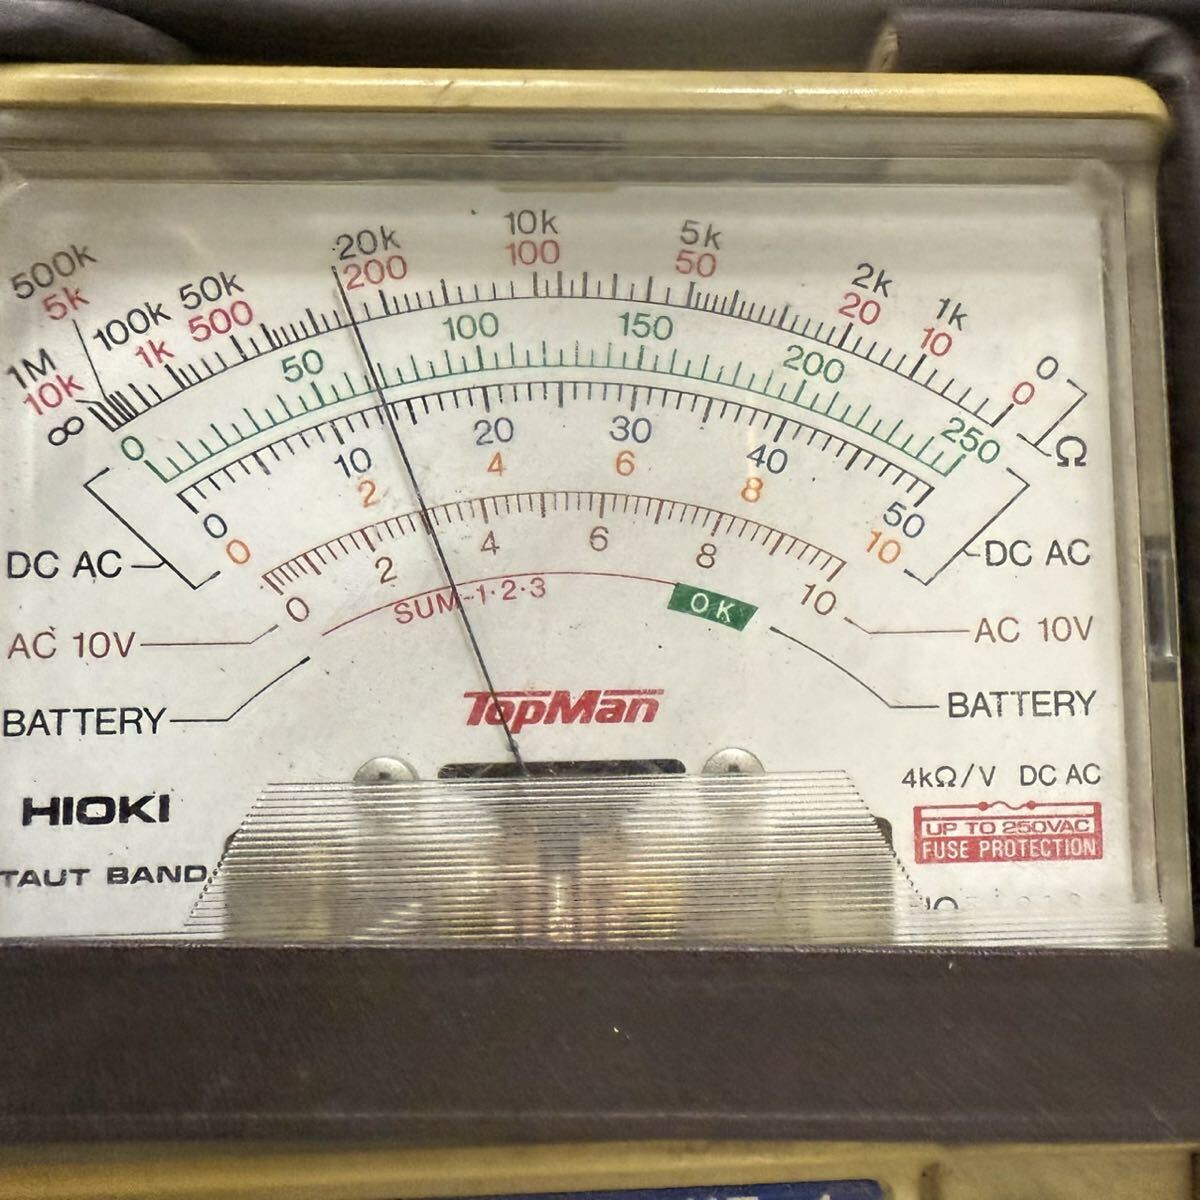 500k 100k 50k 20k 10k 5k 2k 1k 0
5k 1k 500 200 100 50 20 10 0
1M
10k
∞ Ω
0 50 100 150 200 250
0 10 20 30 40 50
0 2 4 6 8 10
DC AC DC AC
0 2 4 6 8 10
SUM-1·2·3 OK
AC 10V AC 10V
BATTERY BATTERY
TopMan
HIOKI
TAUT BAND
4kΩ/V DC AC
UP TO 250VAC
FUSE PROTECTION